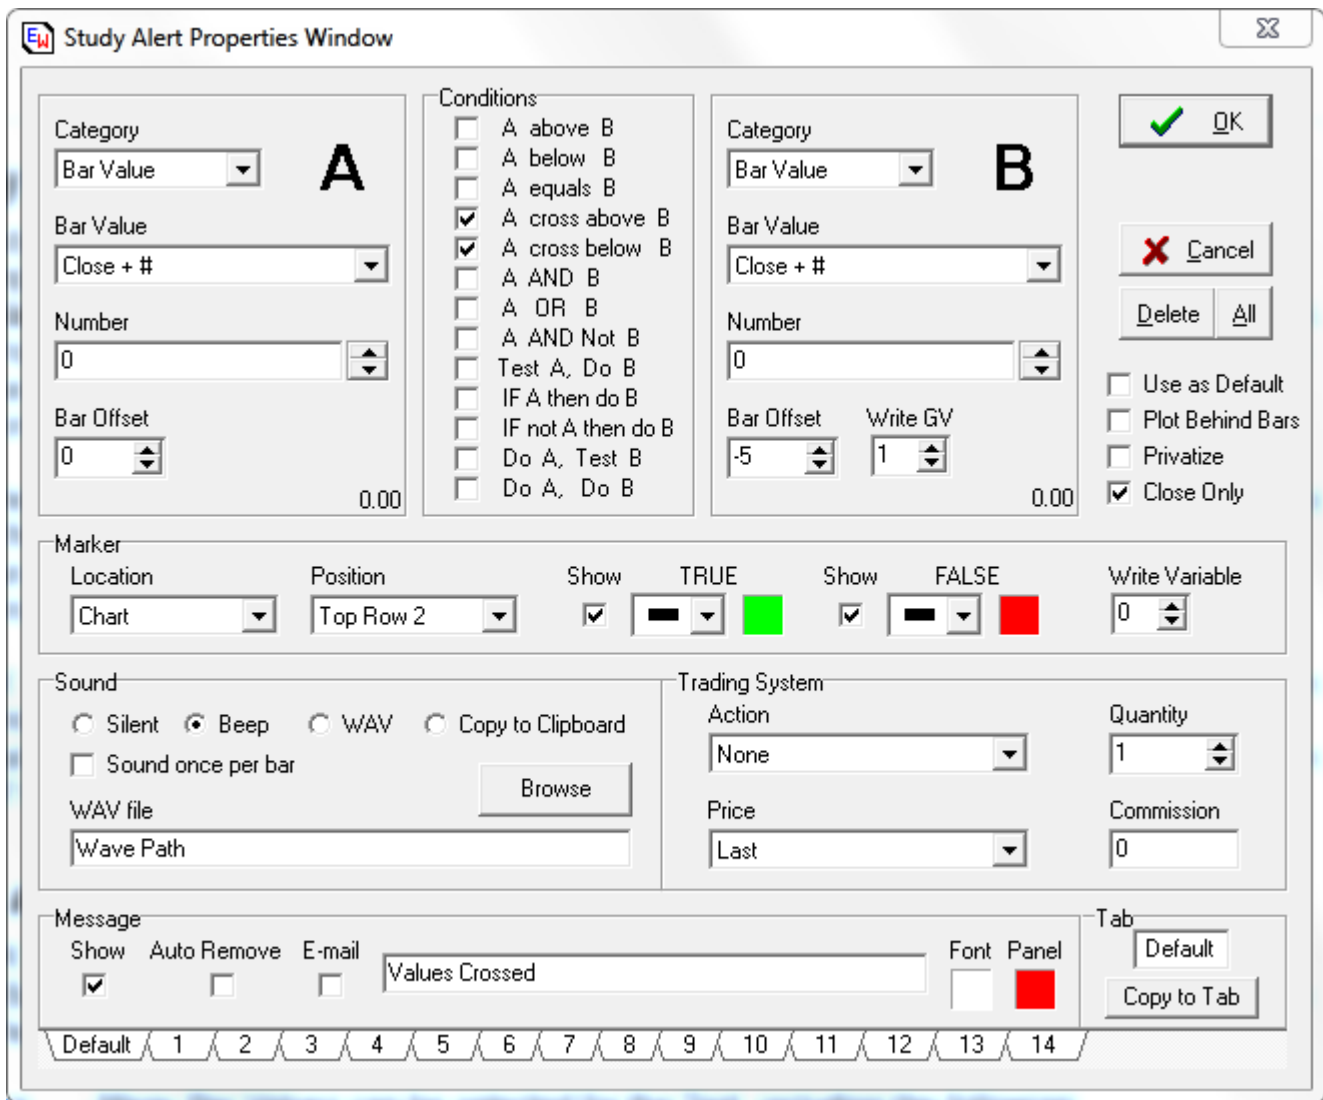 EW Study Alert Properties Window
Category
A
Bar Value
Bar Value
Close + #
Number
0
Bar Offset
0
0.00
Conditions
A above B
A below B
A equals B
A cross above B
A cross below B
A AND B
A OR B
A AND Not B
Test A, Do B
IF A then do B
IF not A then do B
Do A, Test B
Do A, Do B
Category
B
Bar Value
Bar Value
Close + #
Number
0
Bar Offset Write GV
-5 1
0.00
OK
Cancel
Delete All
Use as Default
Plot Behind Bars
Privatize
Close Only
Marker
Location Position Show TRUE Show FALSE Write Variable
Chart Top Row 2 0
Sound
Silent Beep WAV Copy to Clipboard
Sound once per bar
Browse
WAV file
Wave Path
Trading System
Action Quantity
None 1
Price Commission
Last 0
Message
Show Auto Remove E-mail Font Panel
Values Crossed
Tab
Default
Copy to Tab
Default 1 2 3 4 5 6 7 8 9 10 11 12 13 14